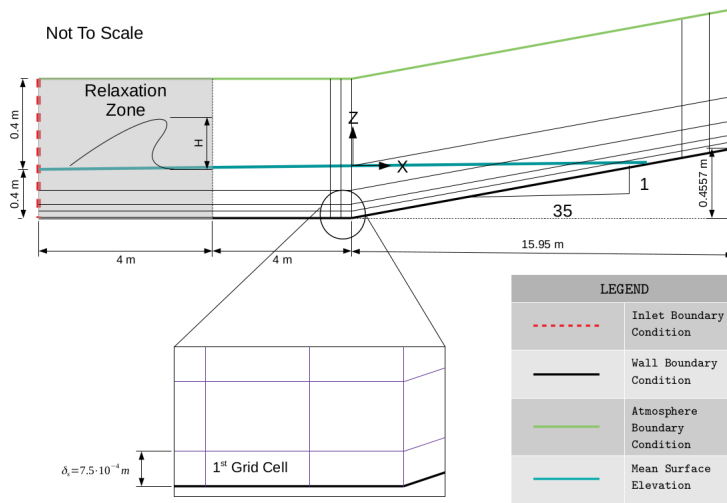 Not To Scale
Relaxation
Zone
H
0.4 m
0.4 m
Z
X
1
35
0.4557 m
4 m
4 m
15.95 m
LEGEND
Inlet Boundary
Condition
Wall Boundary
Condition
Atmosphere
Boundary
Condition
Mean Surface
Elevation
1st Grid Cell
δs=7.5·10⁻⁴ m